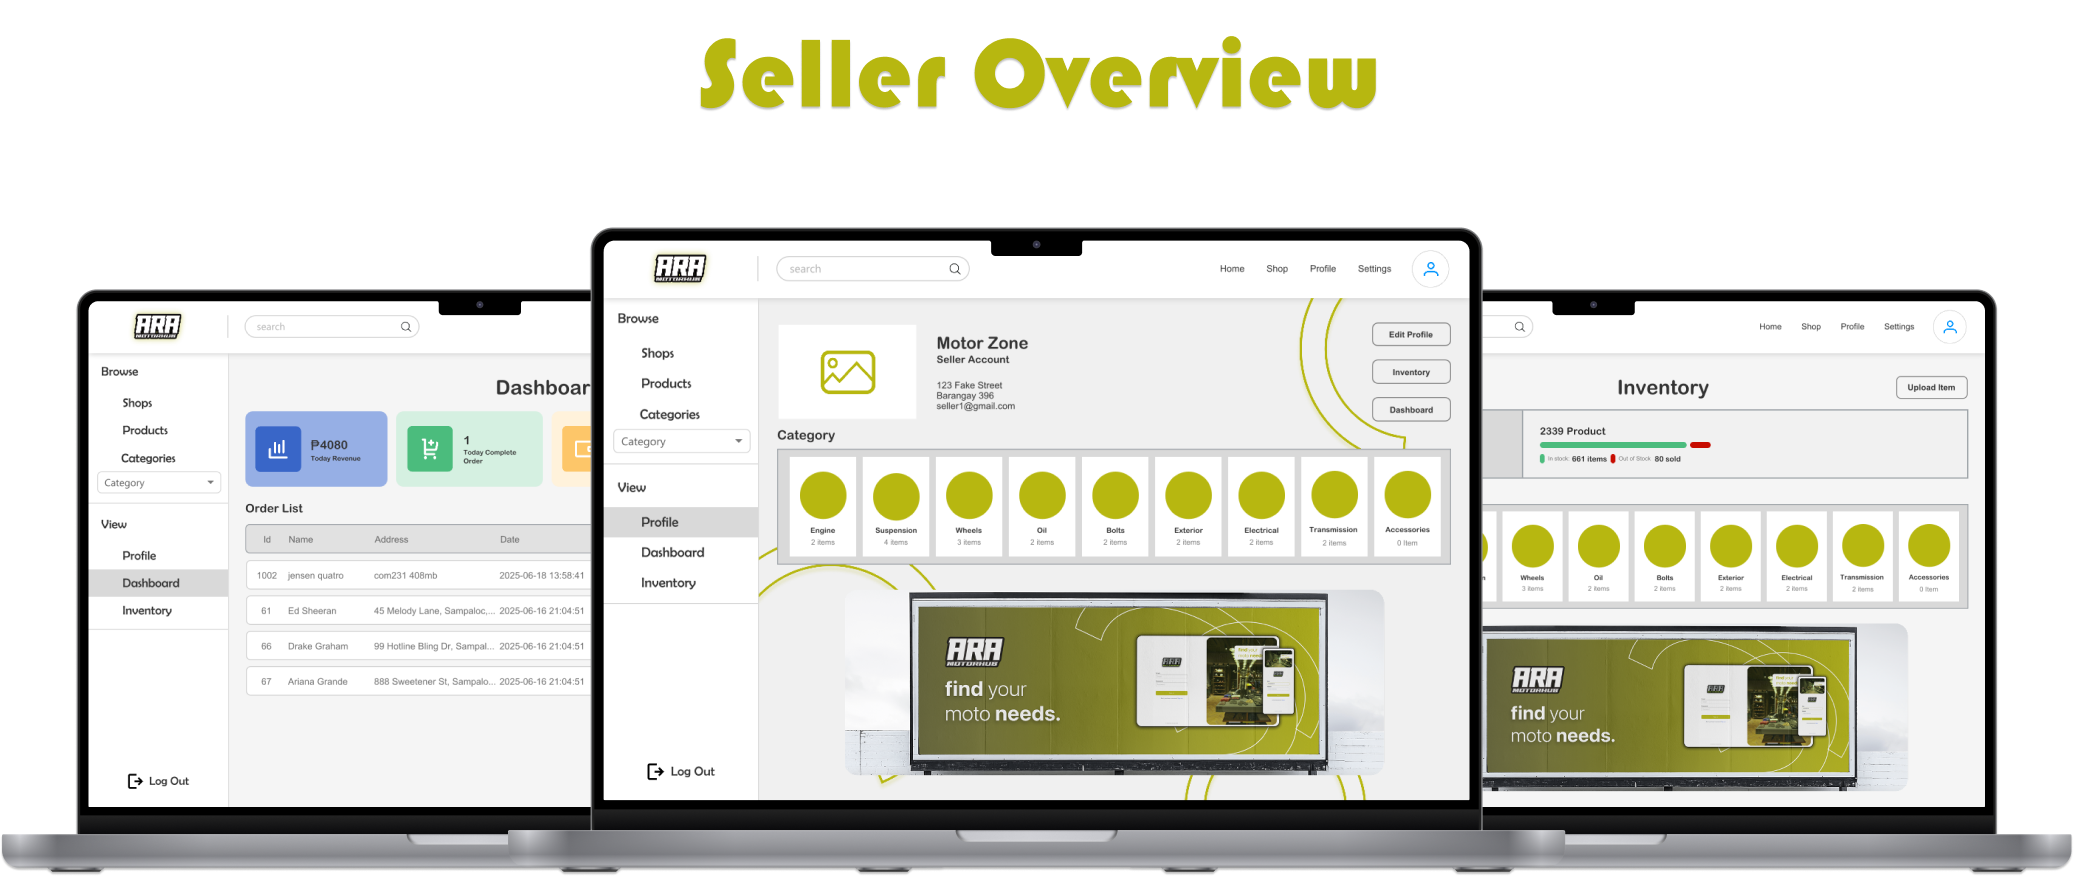 Seller Overview
ARA
MOTORHUB
search
Browse
Shops
Products
Categories
Category
View
Profile
Dashboard
Inventory
Log Out
Dashboar
₱4080
Today Revenue
1
Today Complete
Order
Order List
Id Name Address Date
1002 jensen quatro com231 408mb 2025-06-18 13:58:41
61 Ed Sheeran 45 Melody Lane, Sampaloc,... 2025-06-16 21:04:51
66 Drake Graham 99 Hotline Bling Dr, Sampal... 2025-06-16 21:04:51
67 Ariana Grande 888 Sweetener St, Sampalo... 2025-06-16 21:04:51
ARA
MOTORHUB
search
Home Shop Profile Settings
Browse
Shops
Products
Categories
Category
View
Profile
Dashboard
Inventory
Log Out
Motor Zone
Seller Account
123 Fake Street
Barangay 396
seller1@gmail.com
Edit Profile
Inventory
Dashboard
Category
Engine Suspension Wheels Oil Bolts Exterior Electrical Transmission Accessories
2 items 4 items 3 items 2 items 2 items 2 items 2 items 2 items 0 item
ARA
MOTORHUB
find your
moto needs.
Home Shop Profile Settings
Inventory
Upload Item
2339 Product
In stock: 661 items Out of Stock 80 sold
Wheels Oil Bolts Exterior Electrical Transmission Accessories
3 items 2 items 2 items 2 items 2 items 2 items 0 item
ARA
MOTORHUB
find your
moto needs.